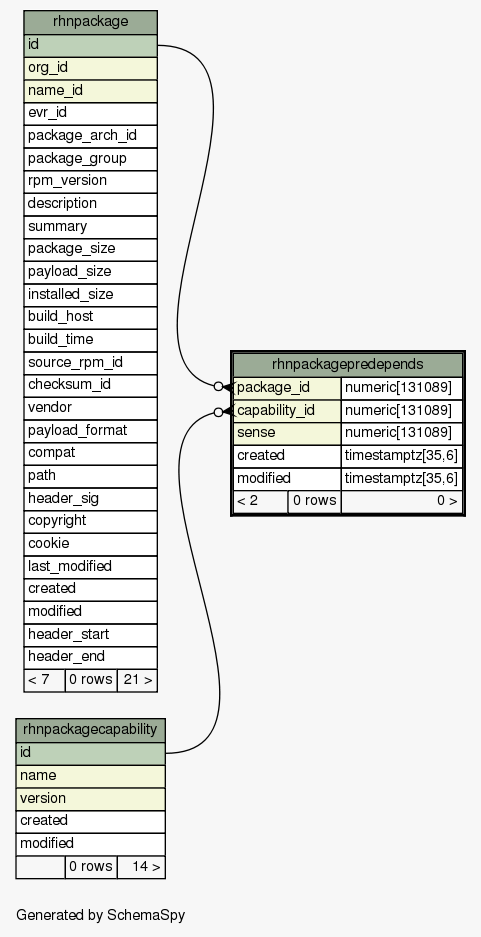 rhnpackage
id
org_id
name_id
evr_id
package_arch_id
package_group
rpm_version
description
summary
package_size
payload_size
installed_size
build_host
build_time
source_rpm_id
checksum_id
vendor
payload_format
compat
path
header_sig
copyright
cookie
last_modified
created
modified
header_start
header_end
< 7 0 rows 21 >
rhnpackagepredepends
package_id numeric[131089]
capability_id numeric[131089]
sense numeric[131089]
created timestamptz[35,6]
modified timestamptz[35,6]
< 2 0 rows 0 >
rhnpackagecapability
id
name
version
created
modified
0 rows 14 >
Generated by SchemaSpy